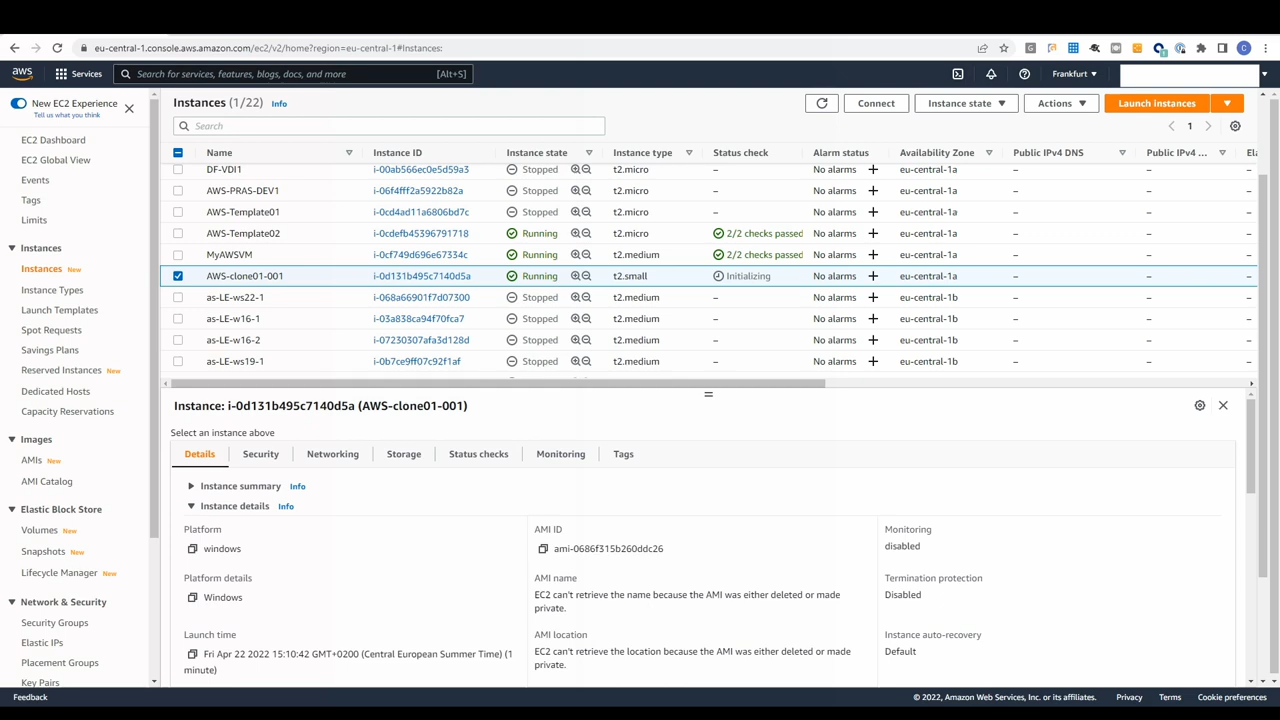 eu-central-1.console.aws.amazon.com/ec2/v2/home?region=eu-central-1#Instances:
C
aws
Services
Search for services, features, blogs, docs, and more
[Alt+S]
Frankfurt
New EC2 Experience
Tell us what you think
EC2 Dashboard
EC2 Global View
Events
Tags
Limits
Instances
Instances New
Instance Types
Launch Templates
Spot Requests
Savings Plans
Reserved Instances New
Dedicated Hosts
Capacity Reservations
Images
AMIs New
AMI Catalog
Elastic Block Store
Volumes New
Snapshots New
Lifecycle Manager New
Network & Security
Security Groups
Elastic IPs
Placement Groups
Key Pairs
Instances (1/22) Info
Connect
Instance state
Actions
Launch instances
Search
1
Name Instance ID Instance state Instance type Status check Alarm status Availability Zone Public IPv4 DNS Public IPv4 ... Ela
DF-VDI1 i-00ab566ec0e5d59a3 Stopped t2.micro – No alarms + eu-central-1a – – –
AWS-PRAS-DEV1 i-06f4fff2a5922b82a Stopped t2.micro – No alarms + eu-central-1a – – –
AWS-Template01 i-0cd4ad11a6806bd7c Stopped t2.micro – No alarms + eu-central-1a – – –
AWS-Template02 i-0cdefb45396791718 Running t2.micro 2/2 checks passed No alarms + eu-central-1a – – –
MyAWSVM i-0cf749d696e67334c Running t2.medium 2/2 checks passed No alarms + eu-central-1a – – –
AWS-clone01-001 i-0d131b495c7140d5a Running t2.small Initializing No alarms + eu-central-1a – – –
as-LE-ws22-1 i-068a66901f7d07300 Stopped t2.medium – No alarms + eu-central-1b – – –
as-LE-w16-1 i-03a838ca94f70fca7 Stopped t2.medium – No alarms + eu-central-1b – – –
as-LE-w16-2 i-07230307afa3d128d Stopped t2.medium – No alarms + eu-central-1b – – –
as-LE-ws19-1 i-0b7ce9ff07c92f1af Stopped t2.medium – No alarms + eu-central-1b – – –
Instance: i-0d131b495c7140d5a (AWS-clone01-001)
Select an instance above
Details Security Networking Storage Status checks Monitoring Tags
Instance summary Info
Instance details Info
Platform
windows
Platform details
Windows
Launch time
Fri Apr 22 2022 15:10:42 GMT+0200 (Central European Summer Time) (1
minute)
AMI ID
ami-0686f315b260ddc26
AMI name
EC2 can't retrieve the name because the AMI was either deleted or made
private.
AMI location
EC2 can't retrieve the location because the AMI was either deleted or made
private.
Monitoring
disabled
Termination protection
Disabled
Instance auto-recovery
Default
Feedback
© 2022, Amazon Web Services, Inc. or its affiliates. Privacy Terms Cookie preferences